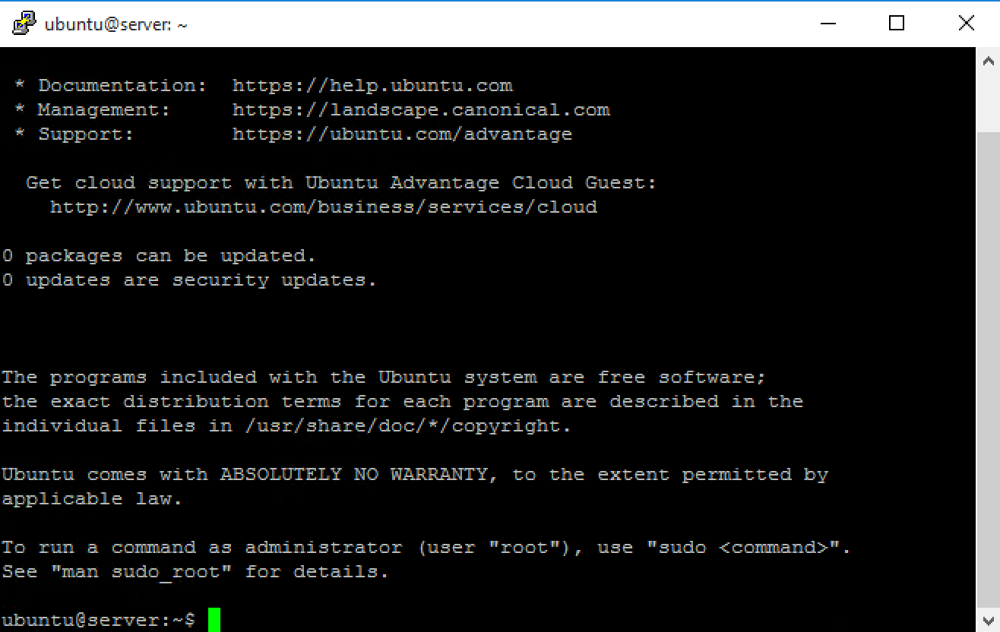 ubuntu@server: ~
* Documentation:  https://help.ubuntu.com
* Management:     https://landscape.canonical.com
* Support:        https://ubuntu.com/advantage
Get cloud support with Ubuntu Advantage Cloud Guest:
http://www.ubuntu.com/business/services/cloud
0 packages can be updated.
0 updates are security updates.
The programs included with the Ubuntu system are free software;
the exact distribution terms for each program are described in the
individual files in /usr/share/doc/*/copyright.
Ubuntu comes with ABSOLUTELY NO WARRANTY, to the extent permitted by
applicable law.
To run a command as administrator (user "root"), use "sudo <command>".
See "man sudo_root" for details.
ubuntu@server:~$